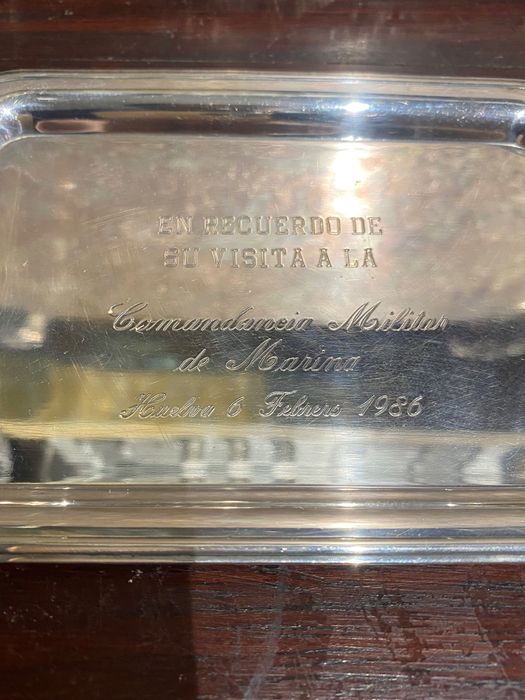 EN RECUERDO DE
SU VISITA A LA
Comandancia Militar
de Marina
Huelva 6 Febrero 1986